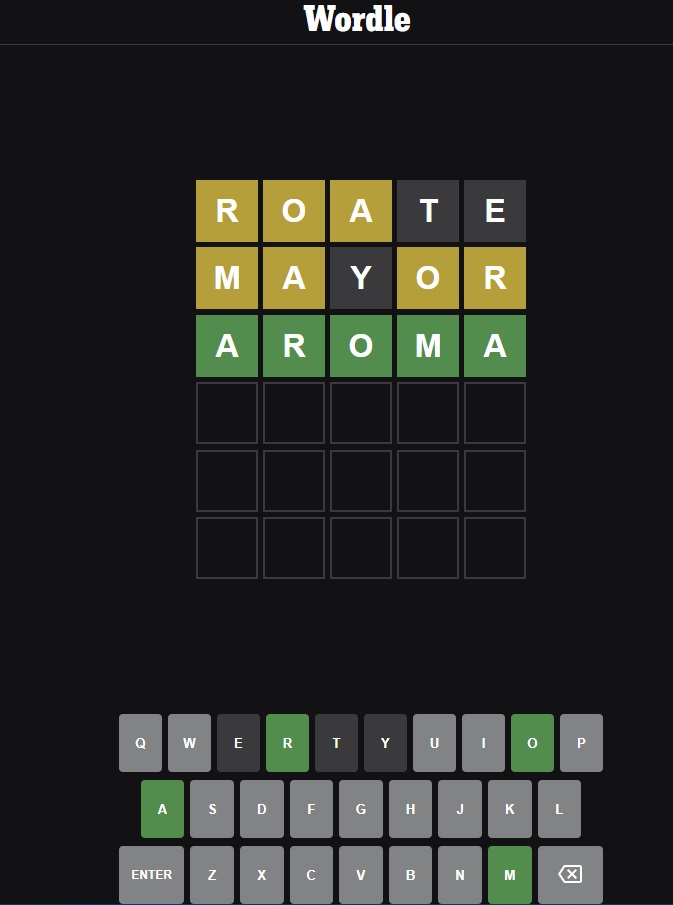 Wordle
R O A T E
M A Y O R
A R O M A
Q W E R T Y U I O P
A S D F G H J K L
ENTER Z X C V B N M